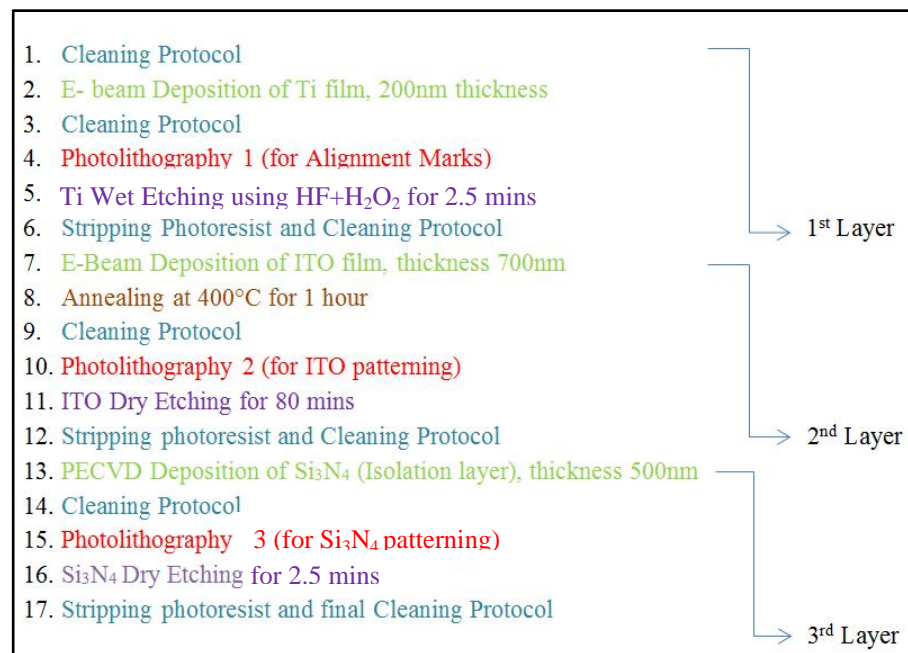 1. Cleaning Protocol
2. E- beam Deposition of Ti film, 200nm thickness
3. Cleaning Protocol
4. Photolithography 1 (for Alignment Marks)
5. Ti Wet Etching using HF+H₂O₂ for 2.5 mins
6. Stripping Photoresist and Cleaning Protocol
1st Layer
7. E-Beam Deposition of ITO film, thickness 700nm
8. Annealing at 400°C for 1 hour
9. Cleaning Protocol
10. Photolithography 2 (for ITO patterning)
11. ITO Dry Etching for 80 mins
12. Stripping photoresist and Cleaning Protocol
2nd Layer
13. PECVD Deposition of Si₃N₄ (Isolation layer), thickness 500nm
14. Cleaning Protocol
15. Photolithography 3 (for Si₃N₄ patterning)
16. Si₃N₄ Dry Etching for 2.5 mins
17. Stripping photoresist and final Cleaning Protocol
3rd Layer